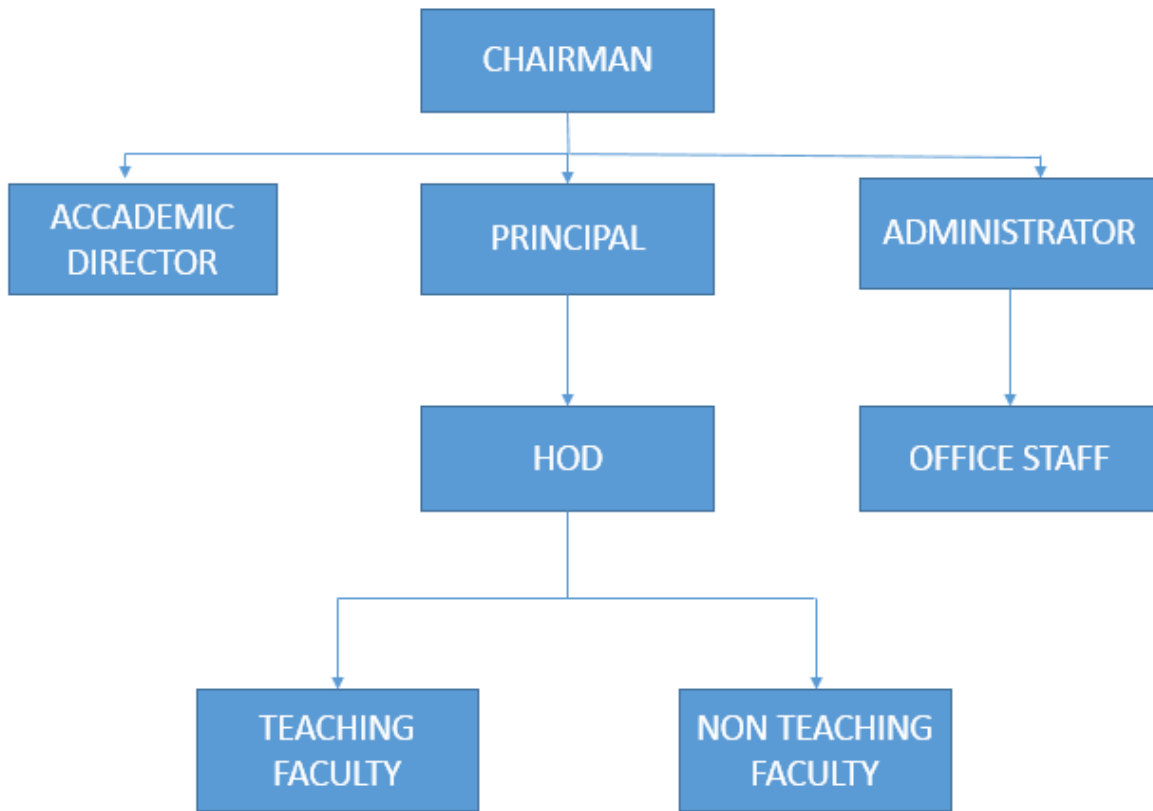 CHAIRMAN
ACCADEMIC
DIRECTOR
PRINCIPAL
ADMINISTRATOR
HOD
OFFICE STAFF
TEACHING
FACULTY
NON TEACHING
FACULTY